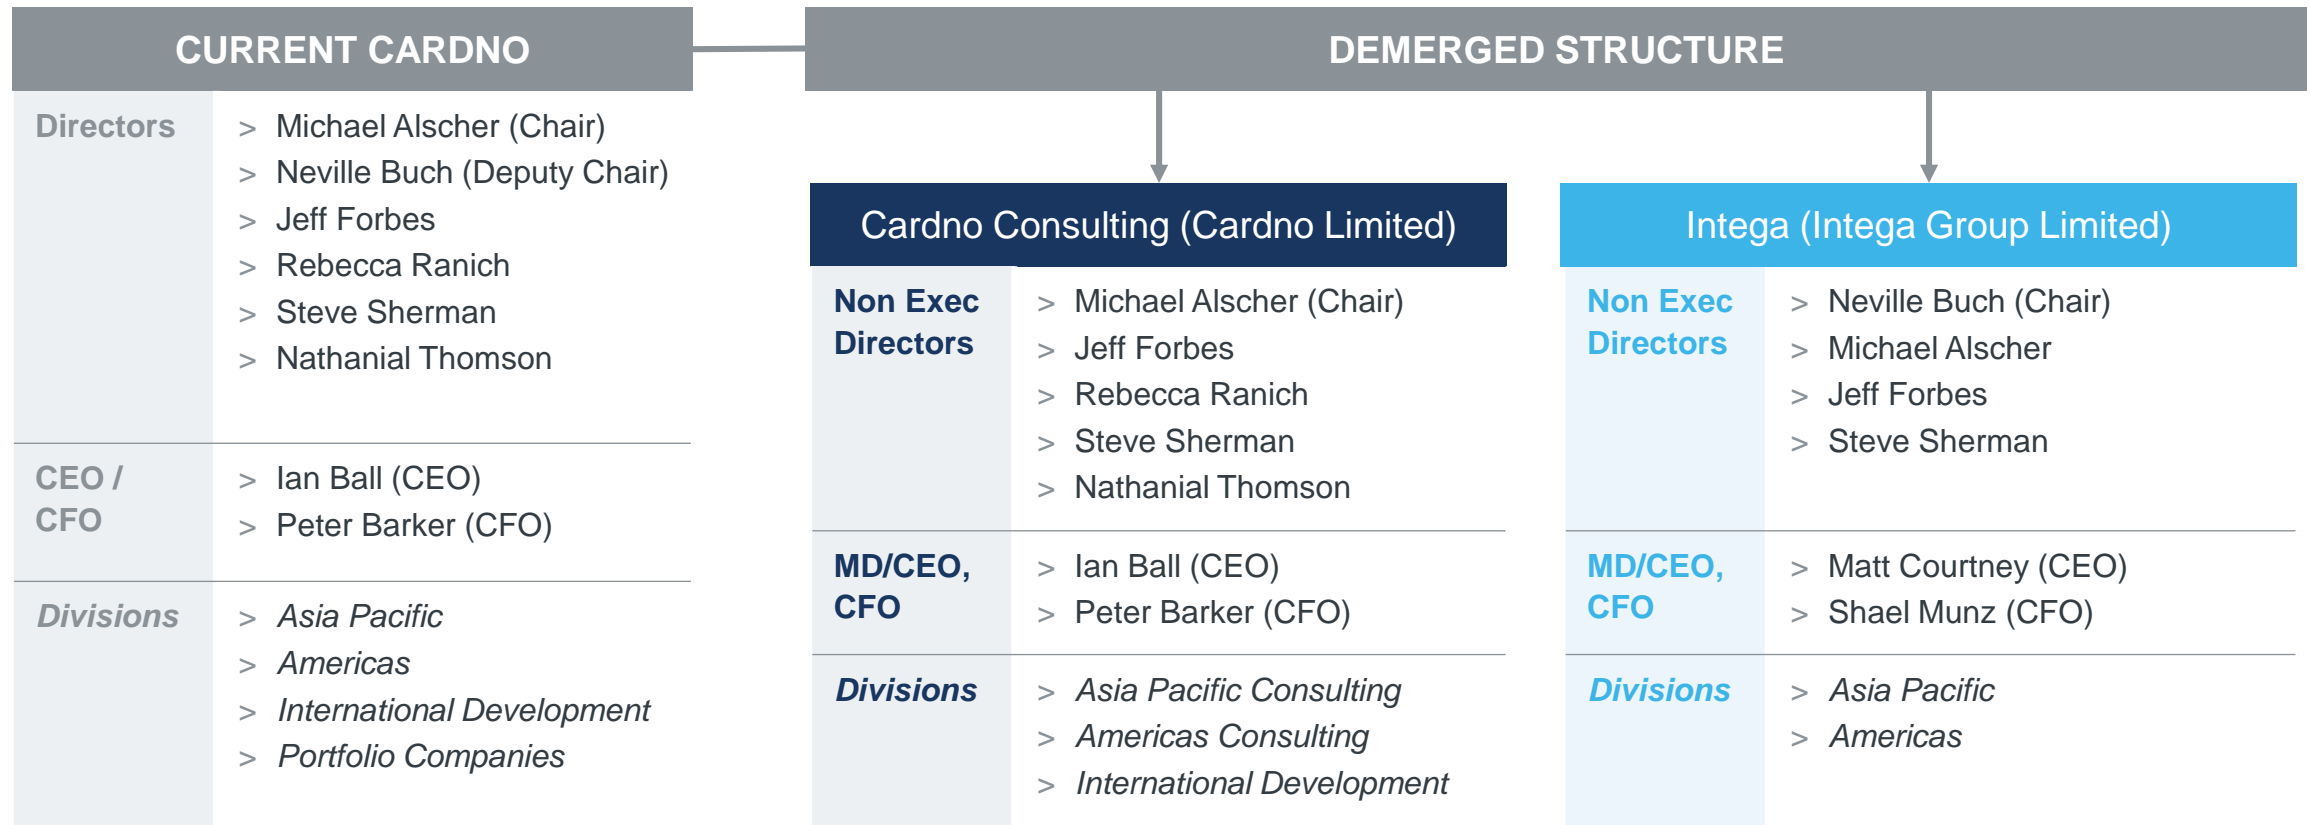 CURRENT CARDNO
Directors
> Michael Alscher (Chair)
> Neville Buch (Deputy Chair)
> Jeff Forbes
> Rebecca Ranich
> Steve Sherman
> Nathanial Thomson
CEO /
CFO
> Ian Ball (CEO)
> Peter Barker (CFO)
Divisions
> Asia Pacific
> Americas
> International Development
> Portfolio Companies
DEMERGED STRUCTURE
Cardno Consulting (Cardno Limited)
Non Exec
Directors
> Michael Alscher (Chair)
> Jeff Forbes
> Rebecca Ranich
> Steve Sherman
> Nathanial Thomson
MD/CEO,
CFO
> Ian Ball (CEO)
> Peter Barker (CFO)
Divisions
> Asia Pacific Consulting
> Americas Consulting
> International Development
Intega (Intega Group Limited)
Non Exec
Directors
> Neville Buch (Chair)
> Michael Alscher
> Jeff Forbes
> Steve Sherman
MD/CEO,
CFO
> Matt Courtney (CEO)
> Shael Munz (CFO)
Divisions
> Asia Pacific
> Americas